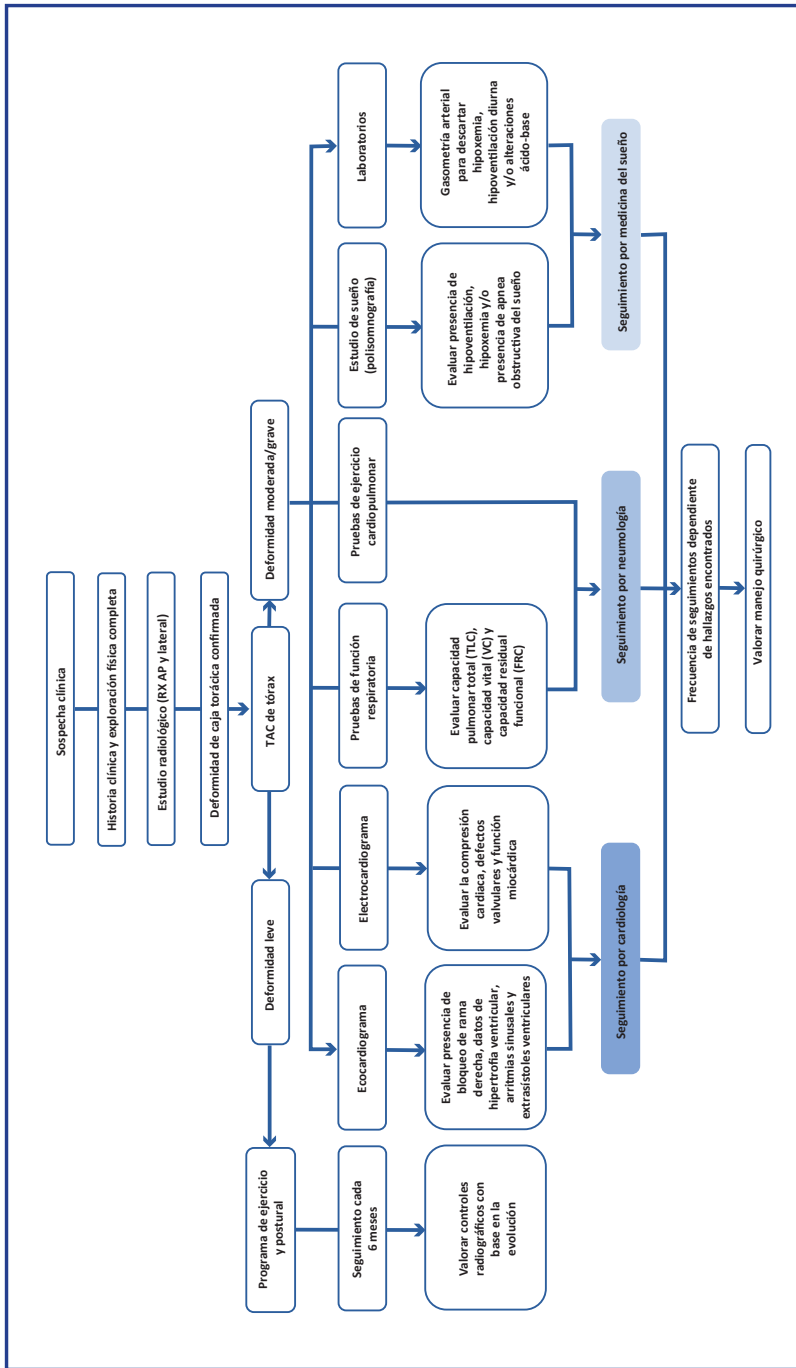 Sospecha clínica
Historia clínica y exploración física completa
Estudio radiológico (RX AP y lateral)
Deformidad de caja torácica confirmada
TAC de tórax
Deformidad leve
Deformidad moderada/grave
Programa de ejercicio
y postural
Seguimiento cada
6 meses
Valorar controles
radiográficos con
base en la
evolución
Ecocardiograma
Electrocardiograma
Pruebas de función
respiratoria
Pruebas de ejercicio
cardiopulmonar
Estudio de sueño
(polisomnografía)
Laboratorios
Evaluar presencia de
bloqueo de rama
derecha, datos de
hipertrofia ventricular,
arritmias sinusales y
extrasístoles ventriculares
Evaluar la compresión
cardiaca, defectos
valvulares y función
miocárdica
Evaluar capacidad
pulmonar total (TLC),
capacidad vital (VC) y
capacidad residual
funcional (FRC)
Evaluar presencia de
hipoventilación,
hipoxemia y/o
presencia de apnea
obstructiva del sueño
Gasometría arterial
para descartar
hipoxemia,
hipoventilación diurna
y/o alteraciones
ácido-base
Seguimiento por cardiología
Seguimiento por neumología
Seguimiento por medicina del sueño
Frecuencia de seguimientos dependiente
de hallazgos encontrados
Valorar manejo quirúrgico